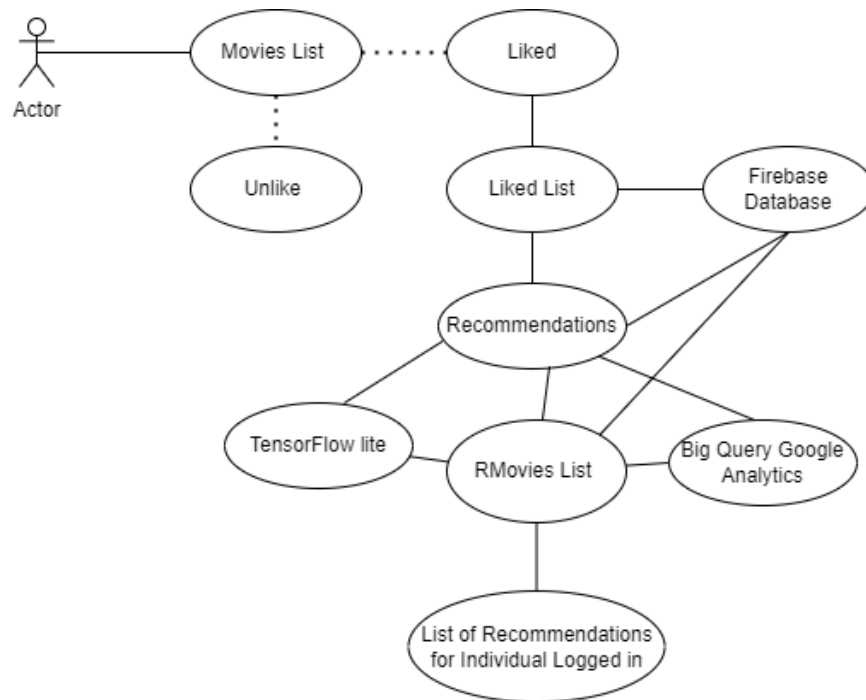 Movies List
Liked
Actor
Unlike
Liked List
Firebase
Database
Recommendations
TensorFlow lite
RMovies List
Big Query Google
Analytics
List of Recommendations
for Individual Logged in